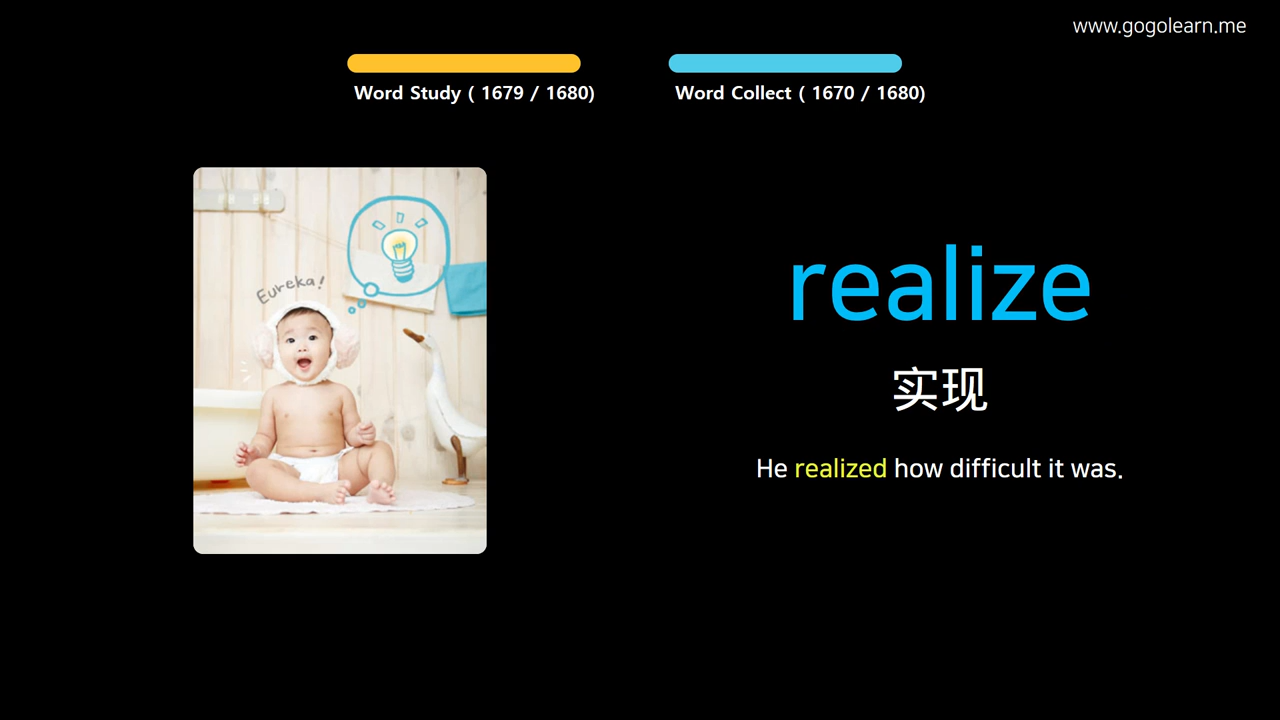 www.gogolearn.me
Word Study ( 1679 / 1680)
Word Collect ( 1670 / 1680)
Eureka!
realize
实现
He realized how difficult it was.